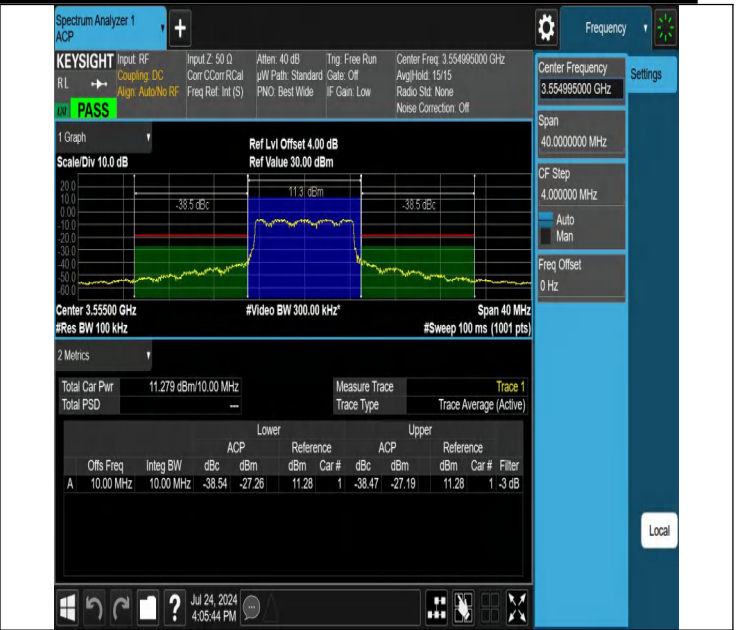 Spectrum Analyzer 1
ACP
+
Frequency
KEYSIGHT Input: RF Input Z: 50 Ω Atten: 40 dB Trig: Free Run Center Freq: 3.554995000 GHz
RL Coupling: DC Corr CCorr RCal µW Path: Standard Gate: Off Avg|Hold: 15/15
Align: Auto/No RF Freq Ref: Int (S) PNO: Best Wide IF Gain: Low Radio Std: None
PASS Noise Correction: Off
Center Frequency
3.554995000 GHz
Settings
Span
40.0000000 MHz
CF Step
4.000000 MHz
Auto
Man
Freq Offset
0 Hz
1 Graph
Ref Lvl Offset 4.00 dB
Scale/Div 10.0 dB Ref Value 30.00 dBm
20.0
10.0
0.00
-10.0
-20.0
-30.0
-40.0
-50.0
-60.0
-38.5 dBc 11.3 dBm -38.5 dBc
Center 3.55500 GHz #Video BW 300.00 kHz* Span 40 MHz
#Res BW 100 kHz #Sweep 100 ms (1001 pts)
2 Metrics
Total Car Pwr 11.279 dBm/10.00 MHz Measure Trace Trace 1
Total PSD --- Trace Type Trace Average (Active)
Lower Upper
ACP Reference ACP Reference
Offs Freq Integ BW dBc dBm dBm Car # dBc dBm dBm Car # Filter
A 10.00 MHz 10.00 MHz -38.54 -27.26 11.28 1 -38.47 -27.19 11.28 1 -3 dB
Local
? Jul 24, 2024
4:05:44 PM